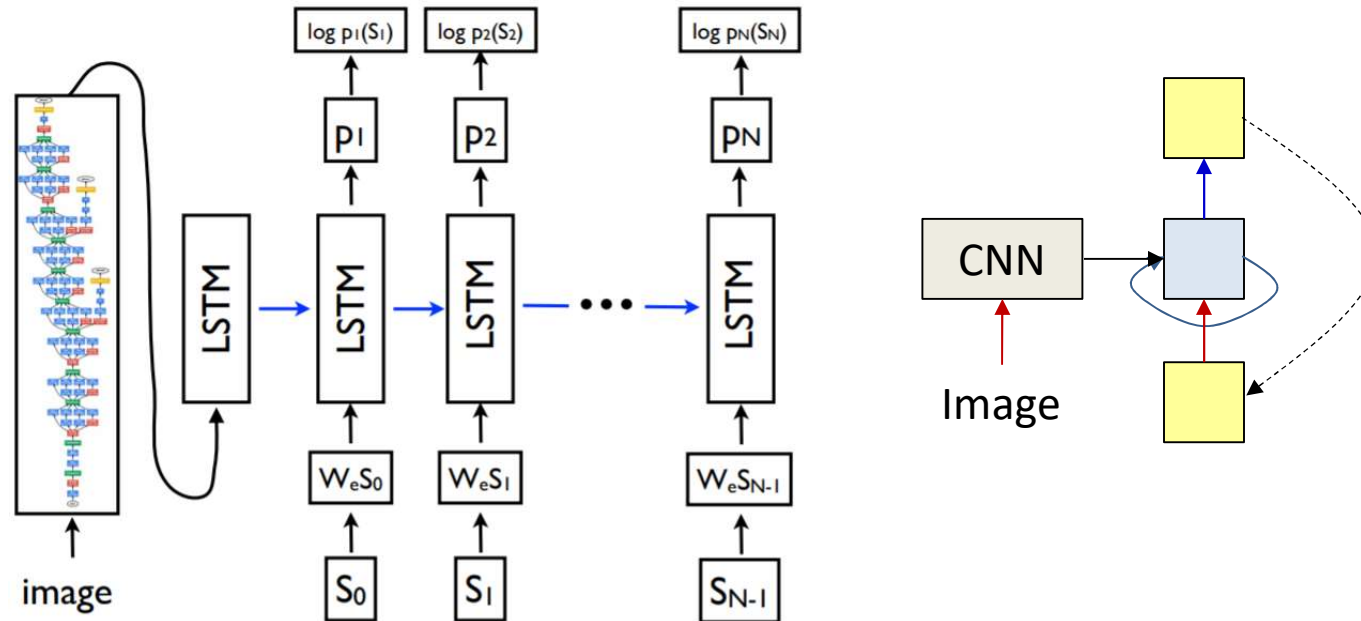 log p1(S1) log p2(S2) log pN(SN)
p1 p2 pN
LSTM LSTM LSTM LSTM
WeS0 WeS1 WeSN-1
S0 S1 SN-1
image
CNN
Image